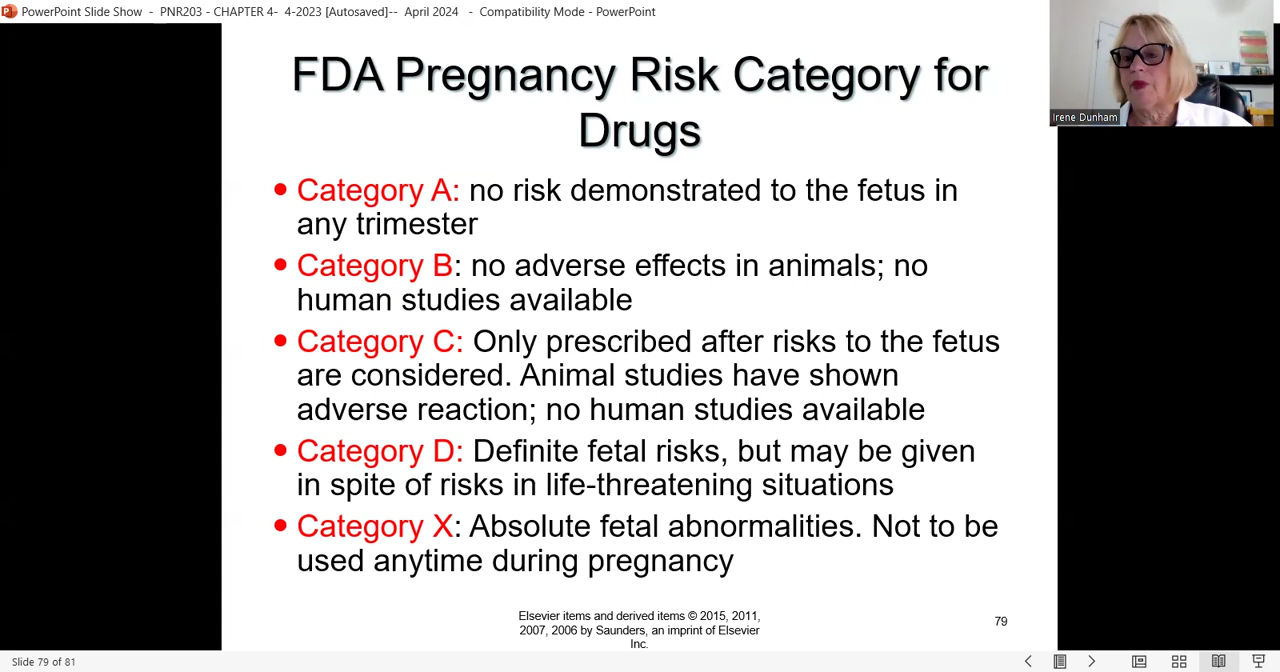 PowerPoint Slide Show - PNR203 - CHAPTER 4- 4-2023 [Autosaved]-- April 2024 - Compatibility Mode - PowerPoint
Irene Dunham
FDA Pregnancy Risk Category for
Drugs
• Category A: no risk demonstrated to the fetus in
any trimester
• Category B: no adverse effects in animals; no
human studies available
• Category C: Only prescribed after risks to the fetus
are considered. Animal studies have shown
adverse reaction; no human studies available
• Category D: Definite fetal risks, but may be given
in spite of risks in life-threatening situations
• Category X: Absolute fetal abnormalities. Not to be
used anytime during pregnancy
Elsevier items and derived items © 2015, 2011,
2007, 2006 by Saunders, an imprint of Elsevier
Inc.
79
Slide 79 of 81